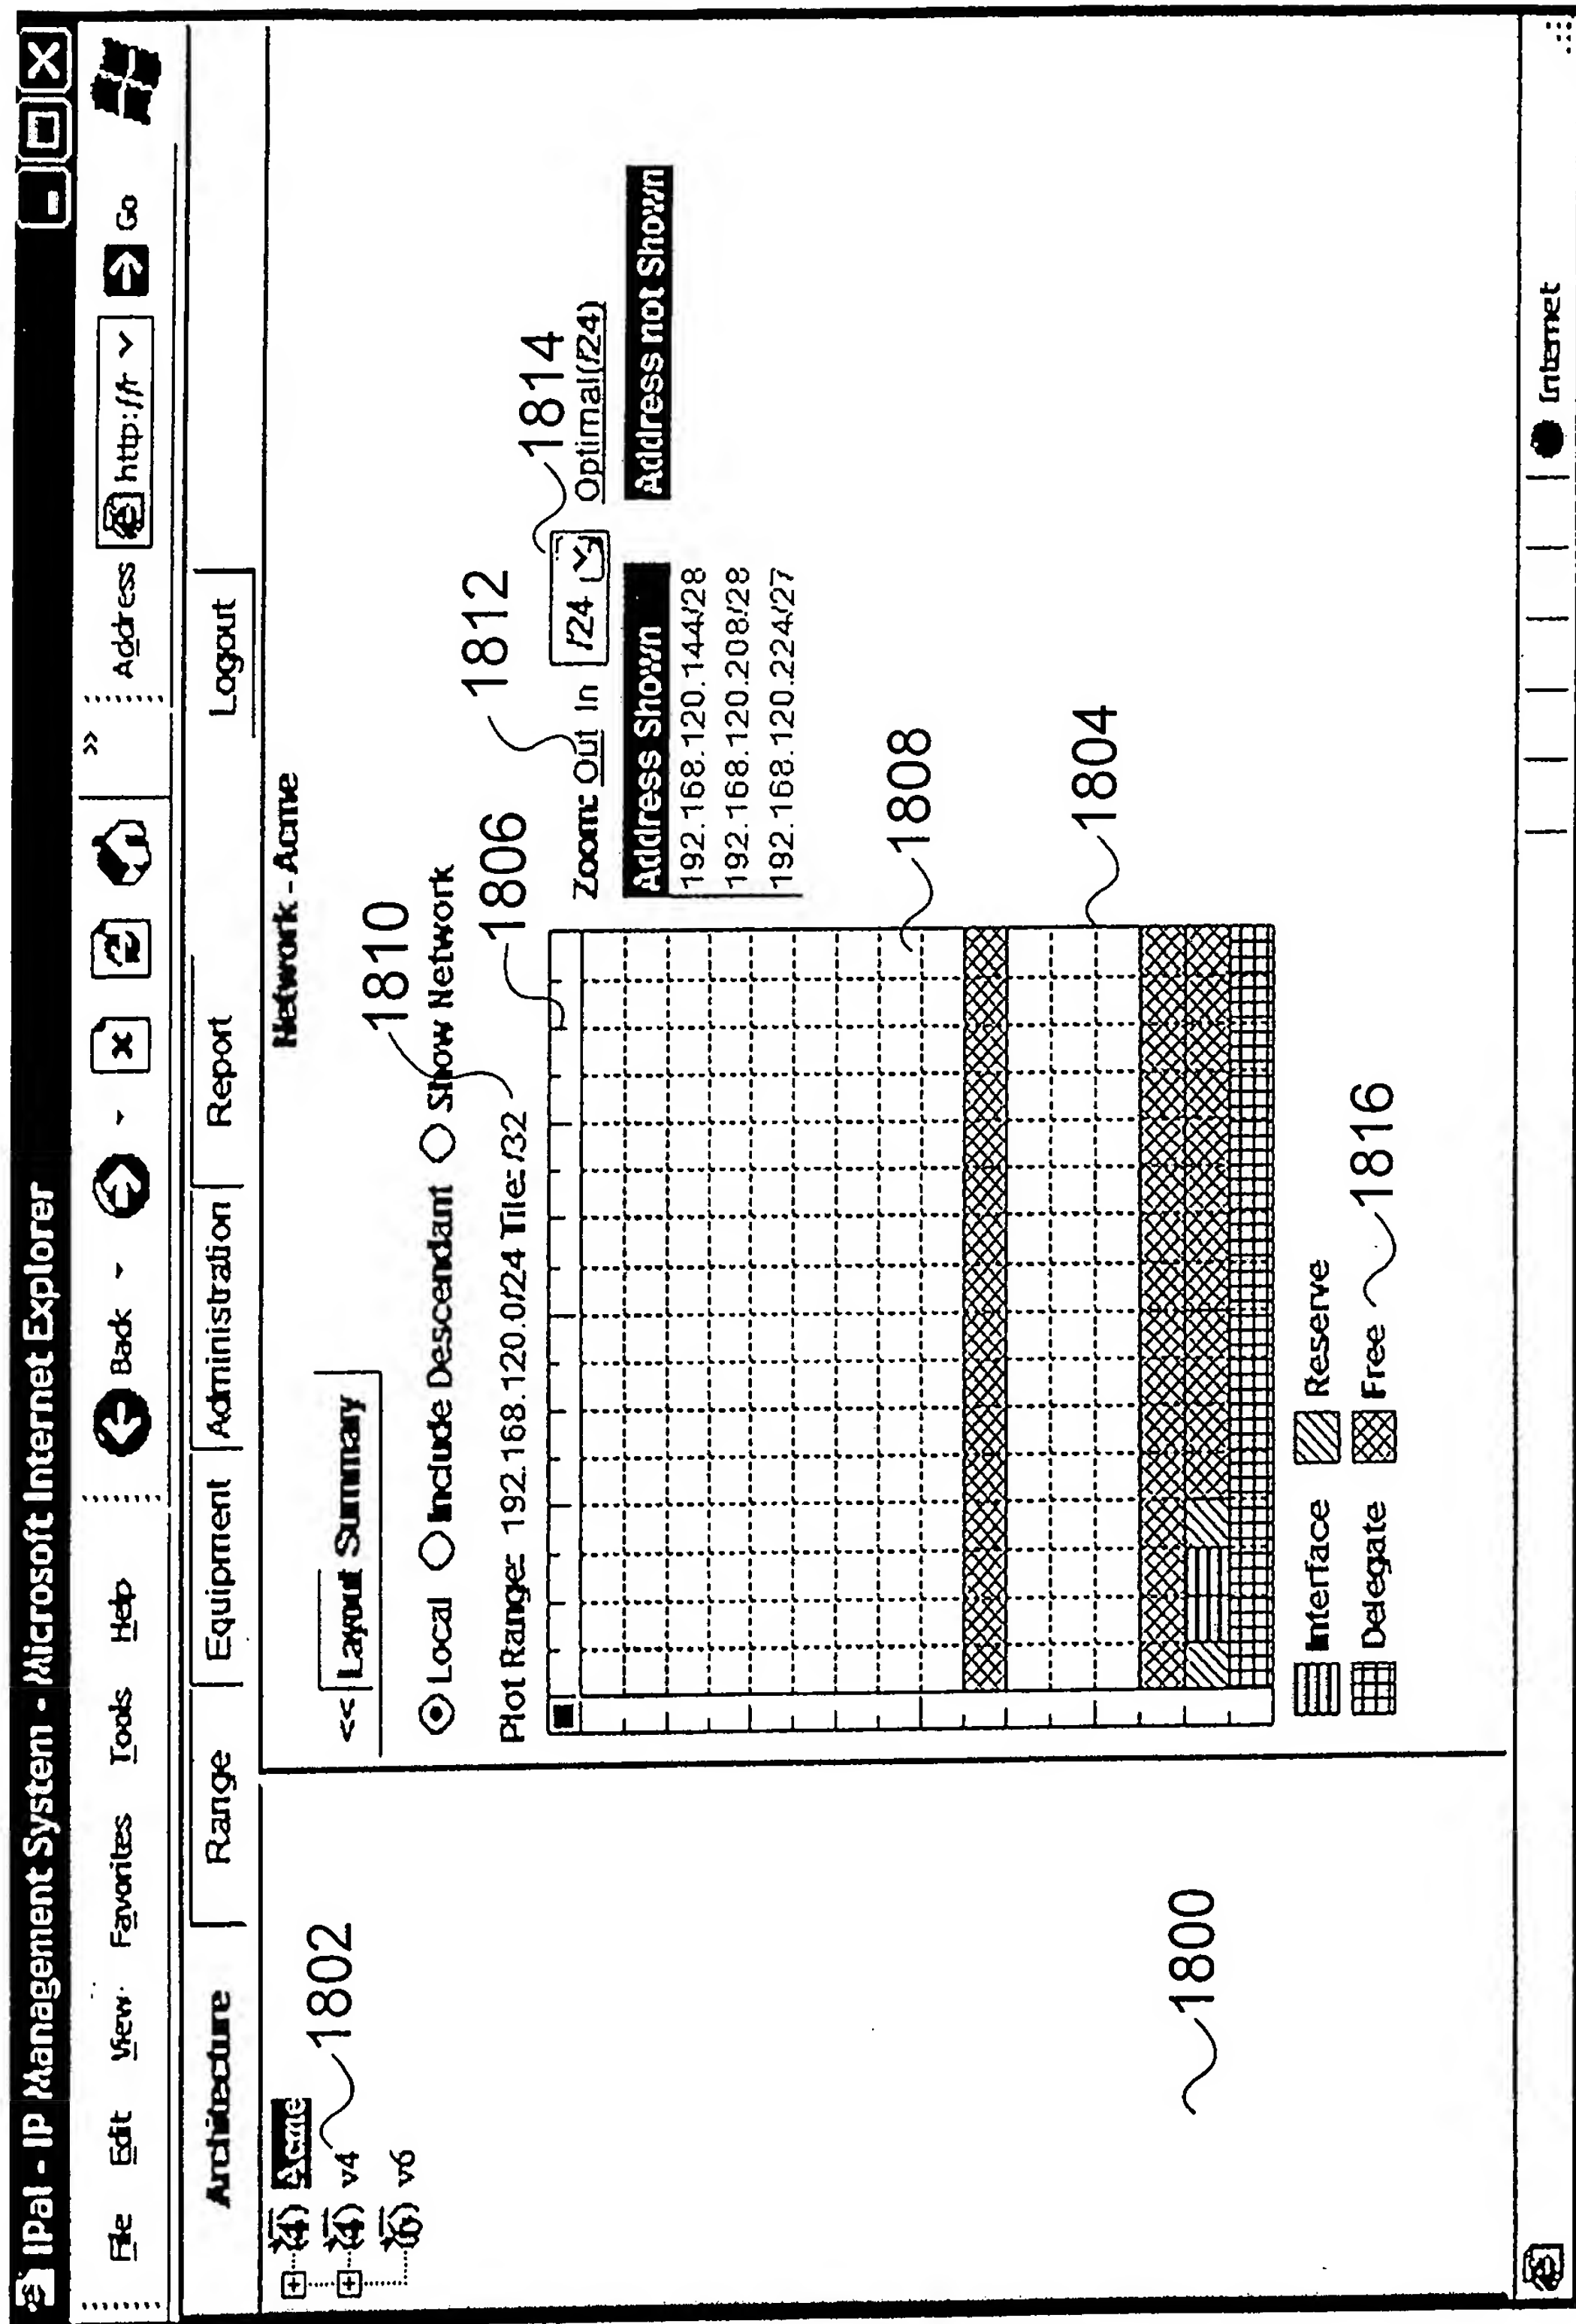 IPal - IP Management System - Microsoft Internet Explorer
File Edit View Favorites Tools Help Back » Address http://fr Go
Architecture Range Equipment Administration Report Logout
Acme
v4
v6
1802
1800
Network - Acme
<< Layout Summary
Local Include Descendant Show Network
1810
Plot Range: 192.168.120.0/24 Tile: /32
1806
1812
1814
Zoom: Out In /24 Optimal(/24)
Address Shown Address not Shown
192.168.120.144/28
192.168.120.208/28
192.168.120.224/27
1808
1804
Interface Reserve
Delegate Free
1816
Internet